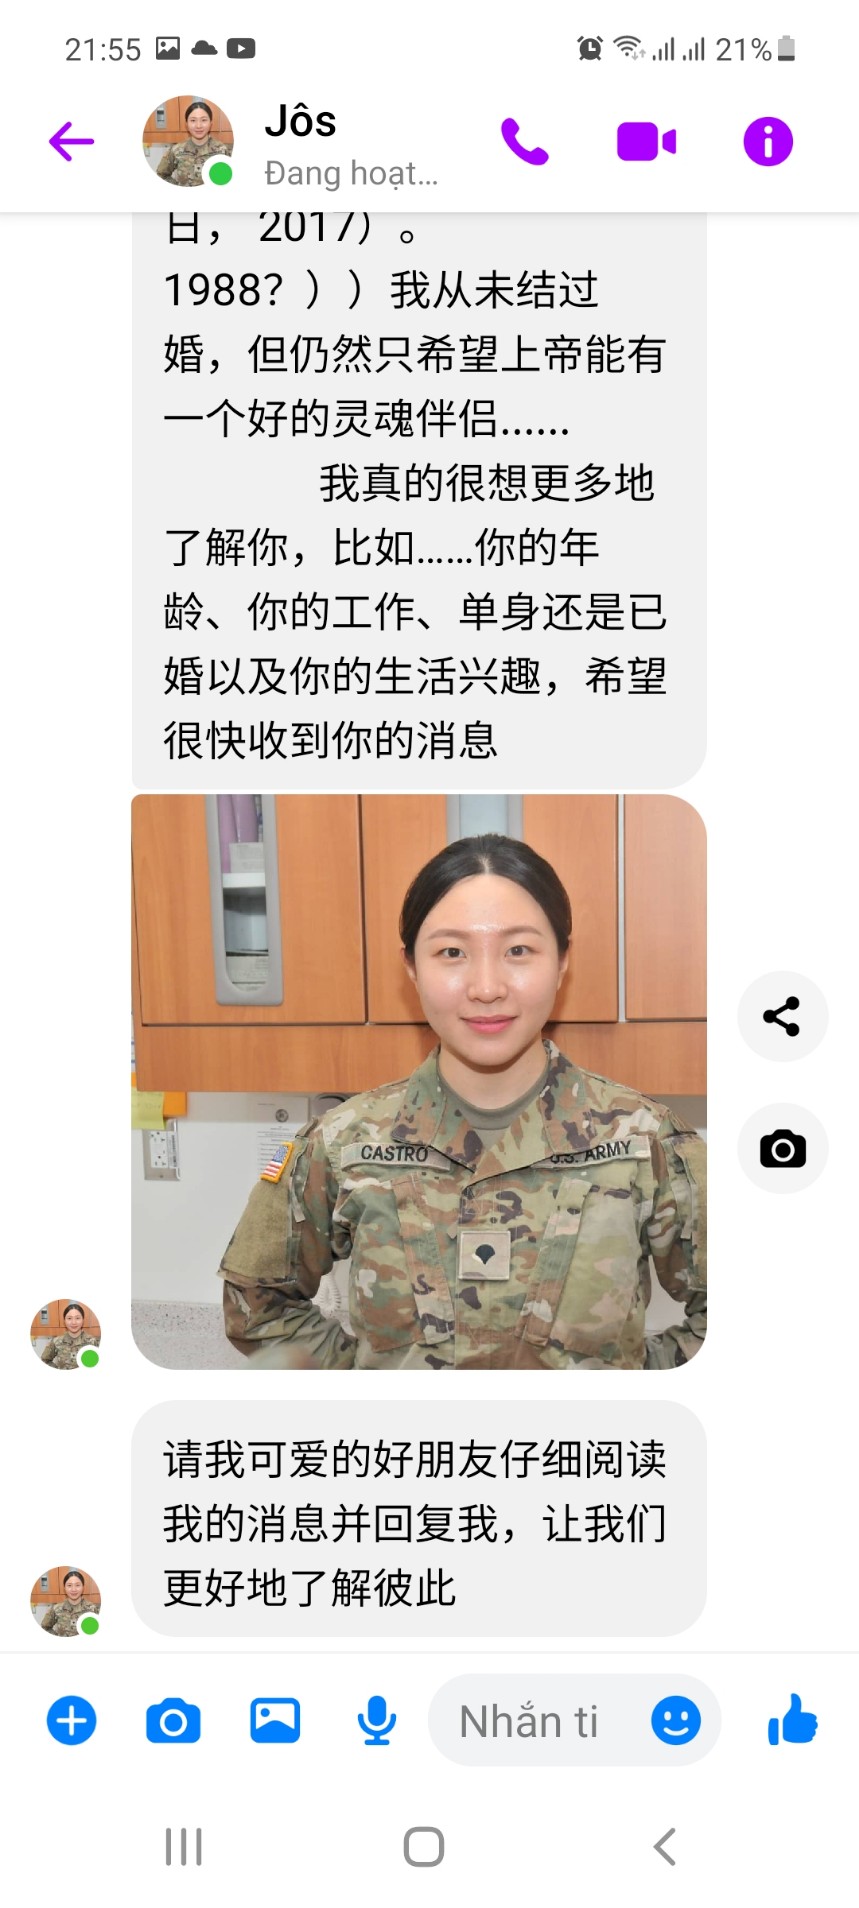 21:55
21%
Jôs
Đang hoạt...
日， 2017）。
1988？））我从未结过
婚，但仍然只希望上帝能有
一个好的灵魂伴侣......
我真的很想更多地
了解你，比如......你的年
龄、你的工作、单身还是已
婚以及你的生活兴趣，希望
很快收到你的消息
CASTRO
U.S. ARMY
请我可爱的好朋友仔细阅读
我的消息并回复我，让我们
更好地了解彼此
Nhắn ti